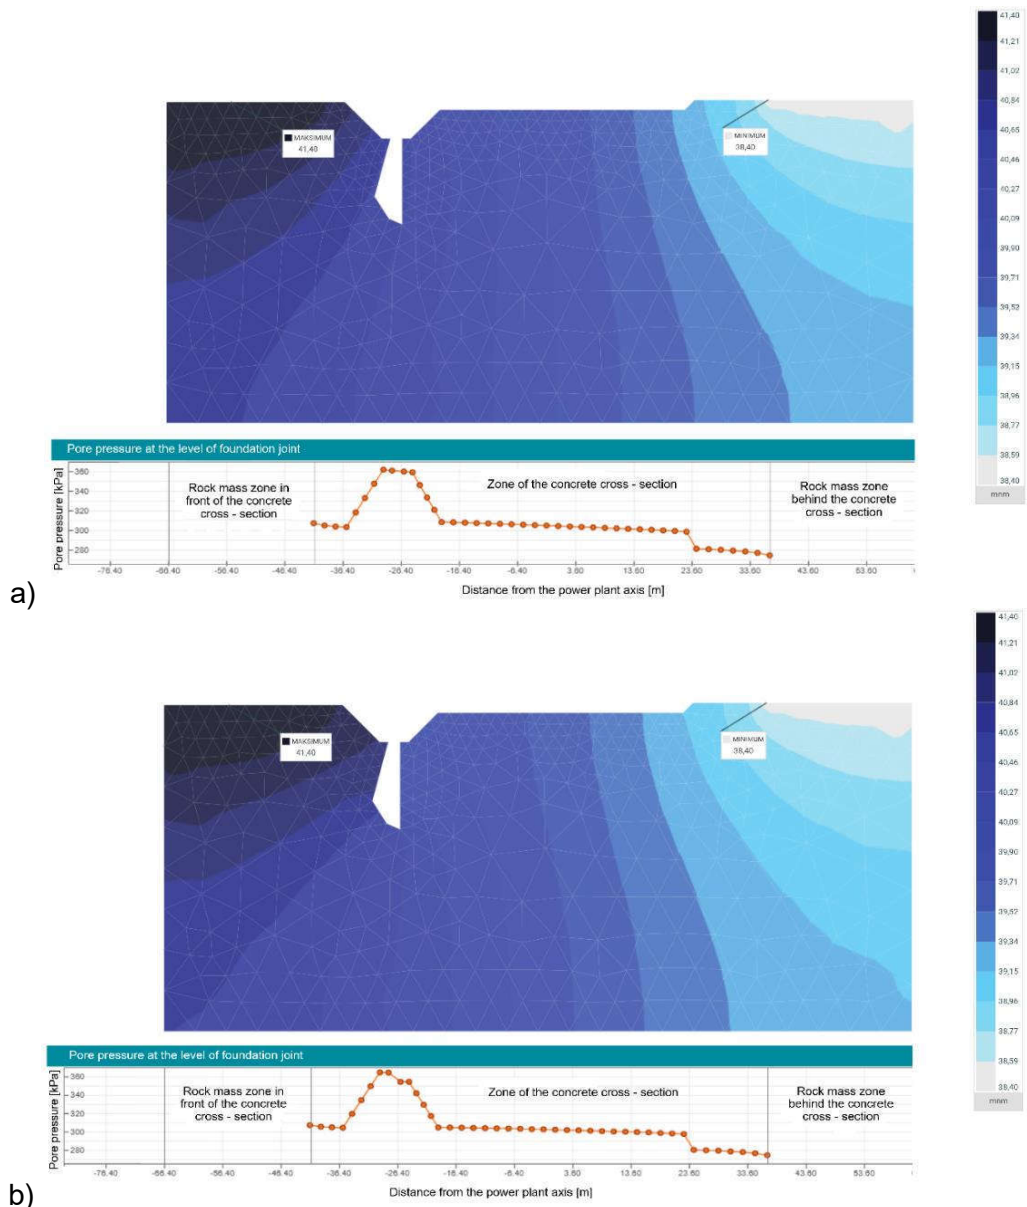 41,40
41,21
41,02
40,84
40,65
40,46
40,27
40,09
39,90
39,71
39,52
39,34
39,15
38,96
38,77
38,59
38,40
mnm
MAKSIMUM
41,40
MINIMUM
38,40
Pore pressure at the level of foundation joint
Pore pressure [kPa]
360
340
320
300
280
Rock mass zone in
front of the concrete
cross - section
Zone of the concrete cross - section
Rock mass zone
behind the concrete
cross - section
-76.40 -66.40 -56.40 -46.40 -36.40 -26.40 -16.40 -6.40 3.60 13.60 23.60 33.60 43.60 53.60
Distance from the power plant axis [m]
a)
41,40
41,21
41,02
40,84
40,65
40,46
40,27
40,09
39,90
39,71
39,52
39,34
39,15
38,96
38,77
38,59
38,40
mnm
MAKSIMUM
41,40
MINIMUM
38,40
Pore pressure at the level of foundation joint
Pore pressure [kPa]
360
340
320
300
280
Rock mass zone in
front of the concrete
cross - section
Zone of the concrete cross - section
Rock mass zone
behind the concrete
cross - section
-76.40 -66.40 -56.40 -46.40 -36.40 -26.40 -16.40 -6.40 3.60 13.60 23.60 33.60 43.60 53.60
Distance from the power plant axis [m]
b)